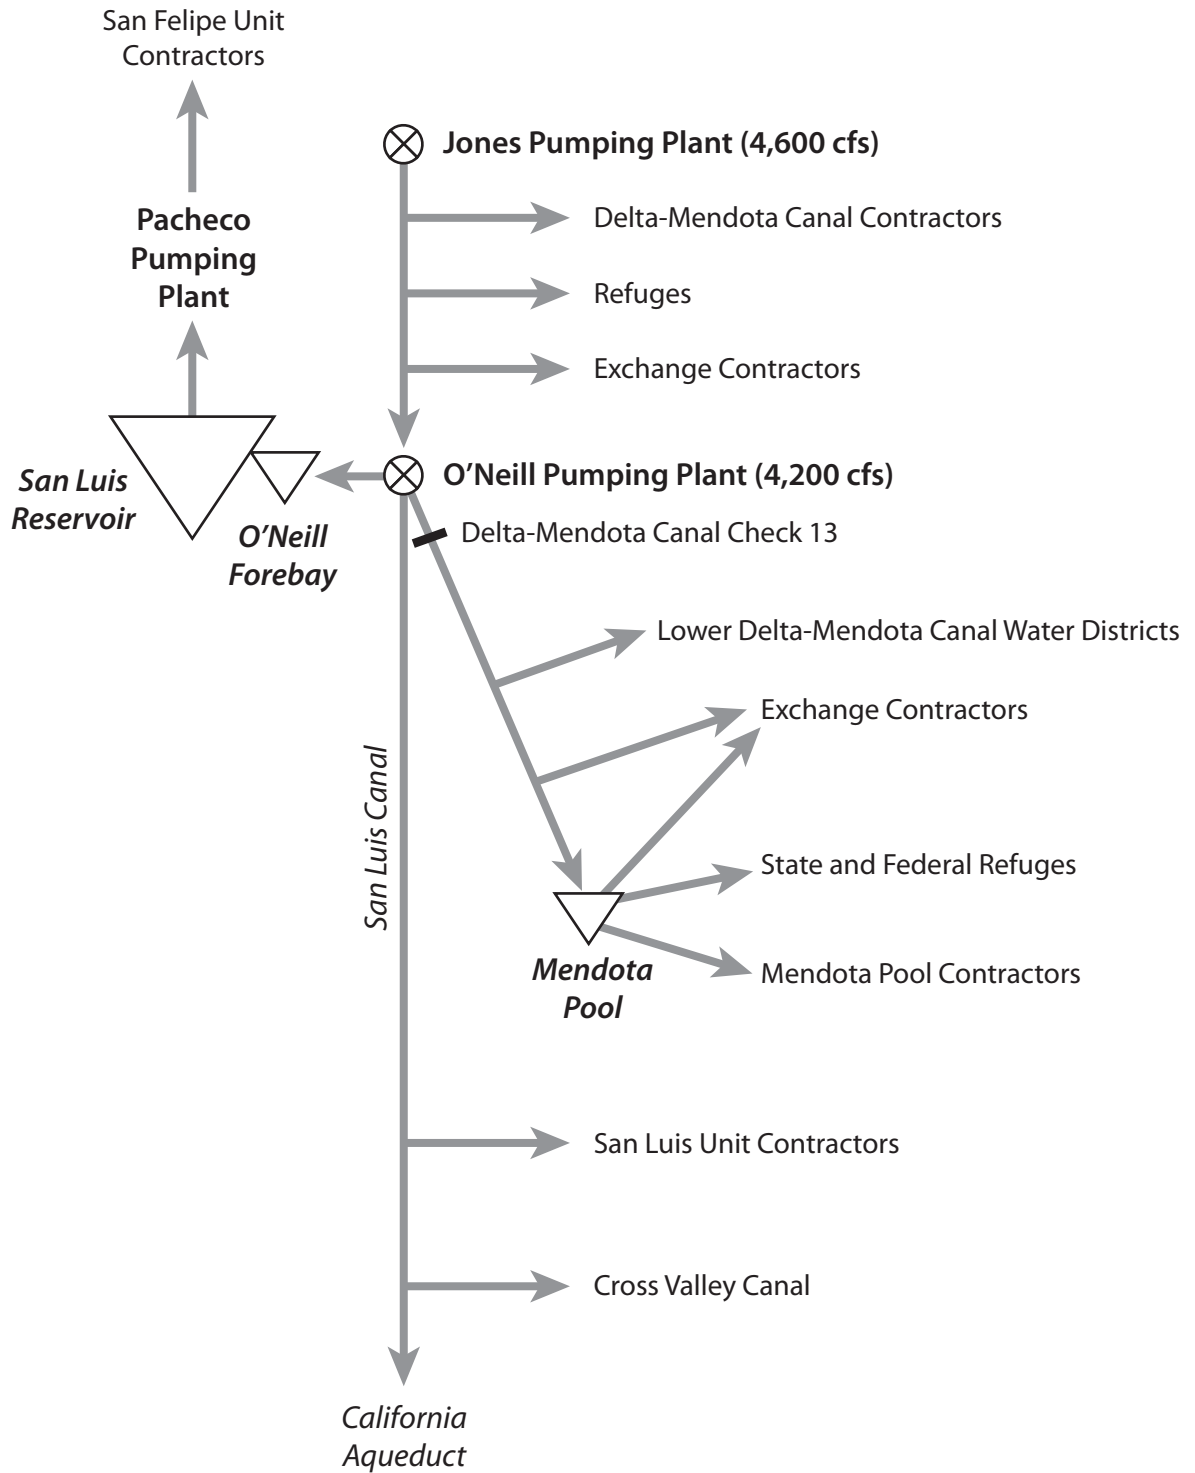 San Felipe Unit
Contractors
Jones Pumping Plant (4,600 cfs)
Pacheco
Pumping
Plant
Delta-Mendota Canal Contractors
Refuges
Exchange Contractors
San Luis
Reservoir
O’Neill
Forebay
O’Neill Pumping Plant (4,200 cfs)
Delta-Mendota Canal Check 13
Lower Delta-Mendota Canal Water Districts
Exchange Contractors
San Luis Canal
State and Federal Refuges
Mendota
Pool
Mendota Pool Contractors
San Luis Unit Contractors
Cross Valley Canal
California
Aqueduct